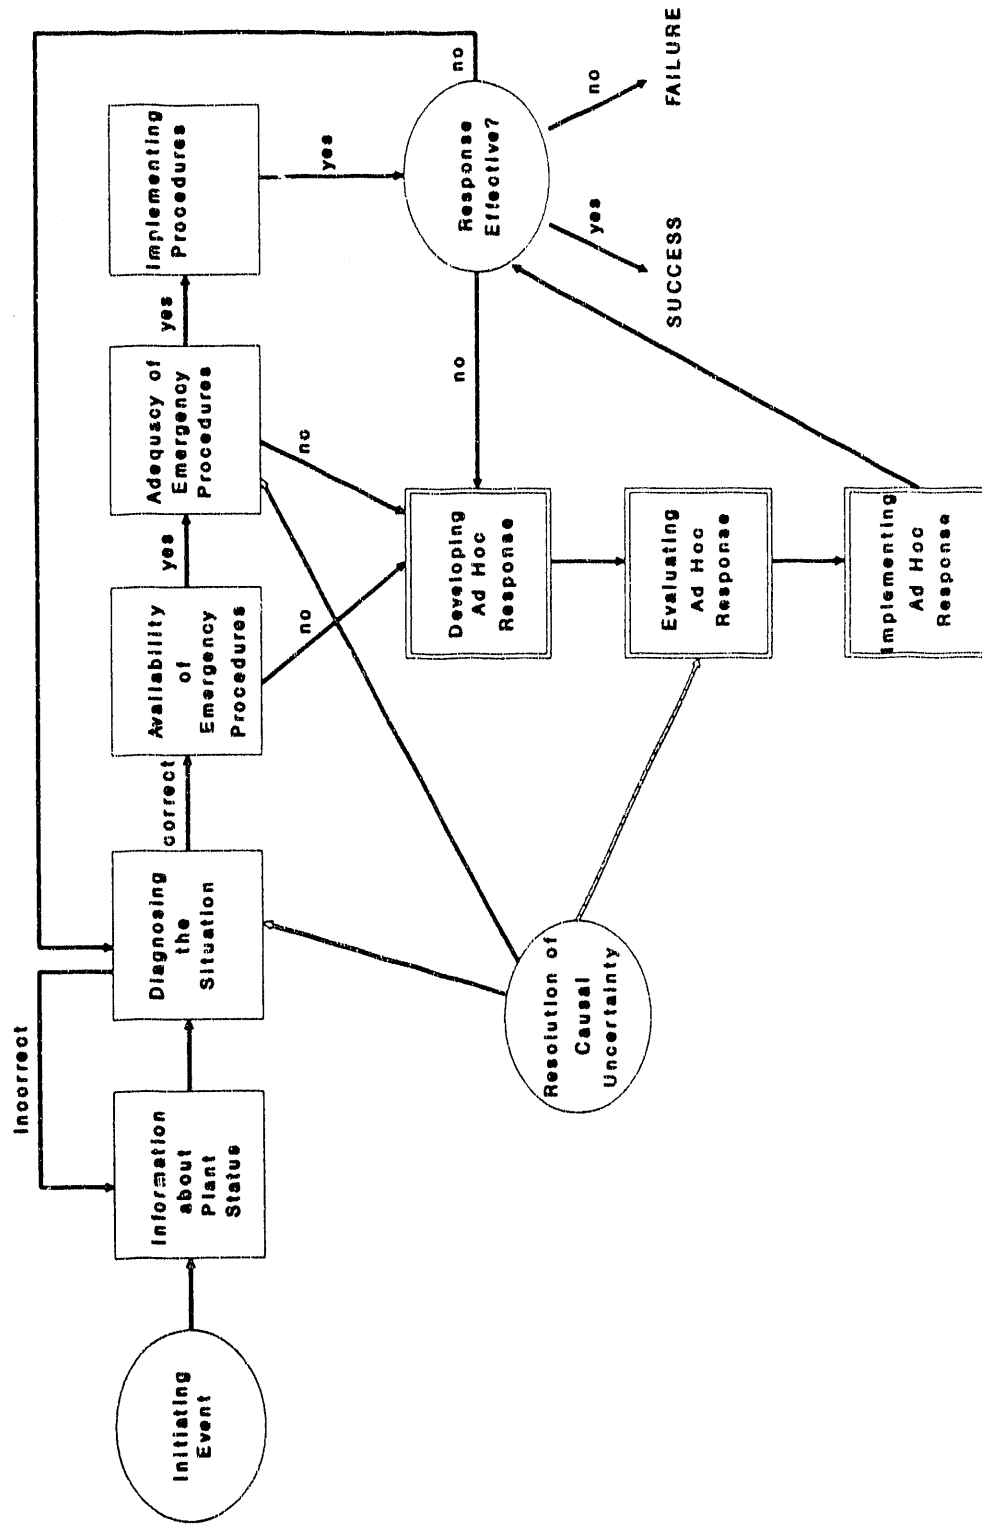 Incorrect
Initiating
Event
Information
about
Plant
Status
Diagnosing
the
Situation
correct
Availability
of
Emergency
Procedures
yes
Adequacy of
Emergency
Procedures
yes
Implementing
Procedures
no
no
yes
Resolution of
Causal
Uncertainty
Developing
Ad Hoc
Response
no
Response
Effective?
no
Evaluating
Ad Hoc
Response
yes
no
SUCCESS
FAILURE
Implementing
Ad Hoc
Response